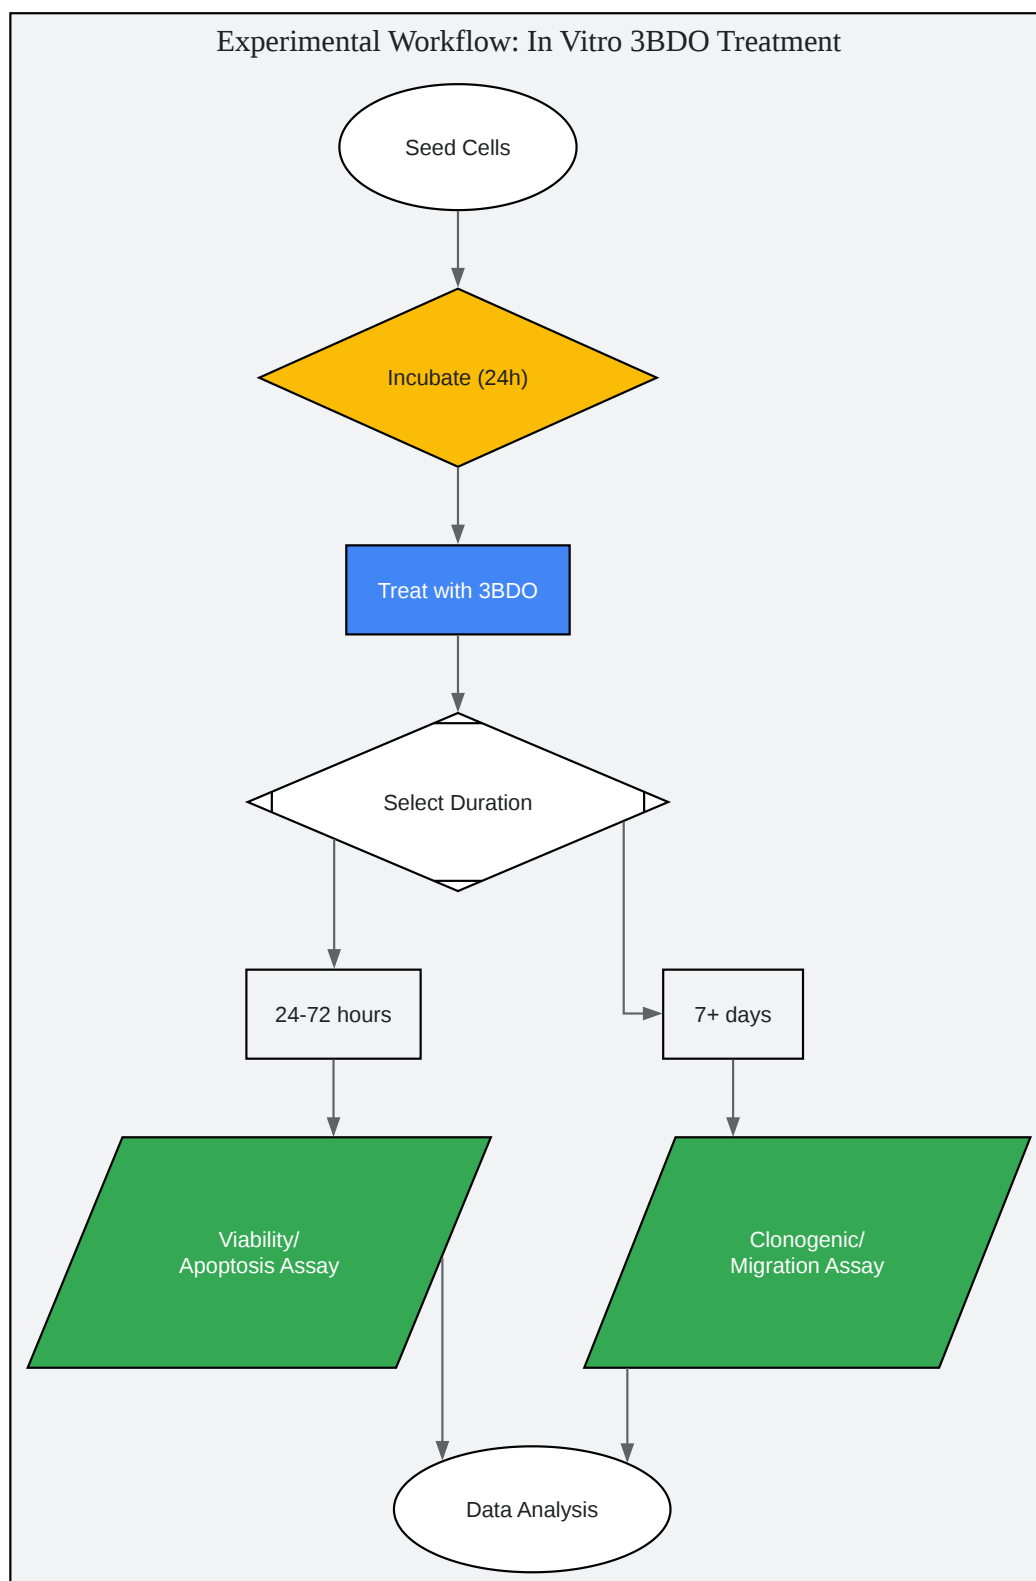 Experimental Workflow: In Vitro 3BDO Treatment
Seed Cells
Incubate (24h)
Treat with 3BDO
Select Duration
24-72 hours
7+ days
Viability/
Apoptosis Assay
Clonogenic/
Migration Assay
Data Analysis